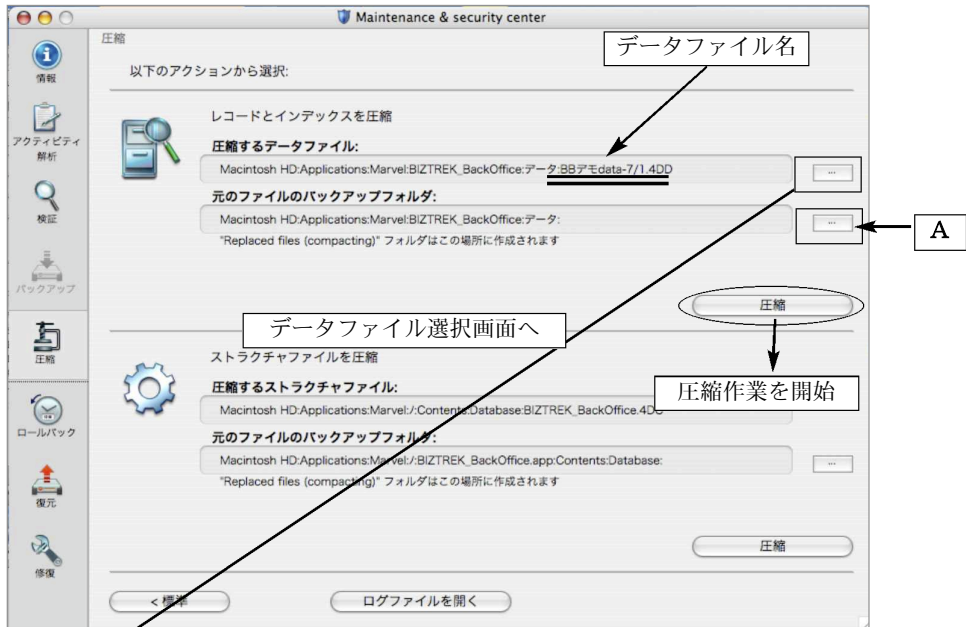 Maintenance & security center
圧縮
データファイル名
以下のアクションから選択:
情報
アクティビティ
解析
検証
バックアップ
圧縮
ロールバック
復元
修復
レコードとインデックスを圧縮
圧縮するデータファイル:
Macintosh HD:Applications:Marvel:BIZTREK_BackOffice:データ:BBデモdata-7/1.4DD
...
元のファイルのバックアップフォルダ:
Macintosh HD:Applications:Marvel:BIZTREK_BackOffice:データ:
...
A
"Replaced files (compacting)" フォルダはこの場所に作成されます
圧縮
データファイル選択画面へ
圧縮作業を開始
ストラクチャファイルを圧縮
圧縮するストラクチャファイル:
Macintosh HD:Applications:Marvel:/:Contents:Database:BIZTREK_BackOffice.4DC
元のファイルのバックアップフォルダ:
Macintosh HD:Applications:Marvel:/:BIZTREK_BackOffice.app:Contents:Database:
...
"Replaced files (compacting)" フォルダはこの場所に作成されます
圧縮
< 標準
ログファイルを開く